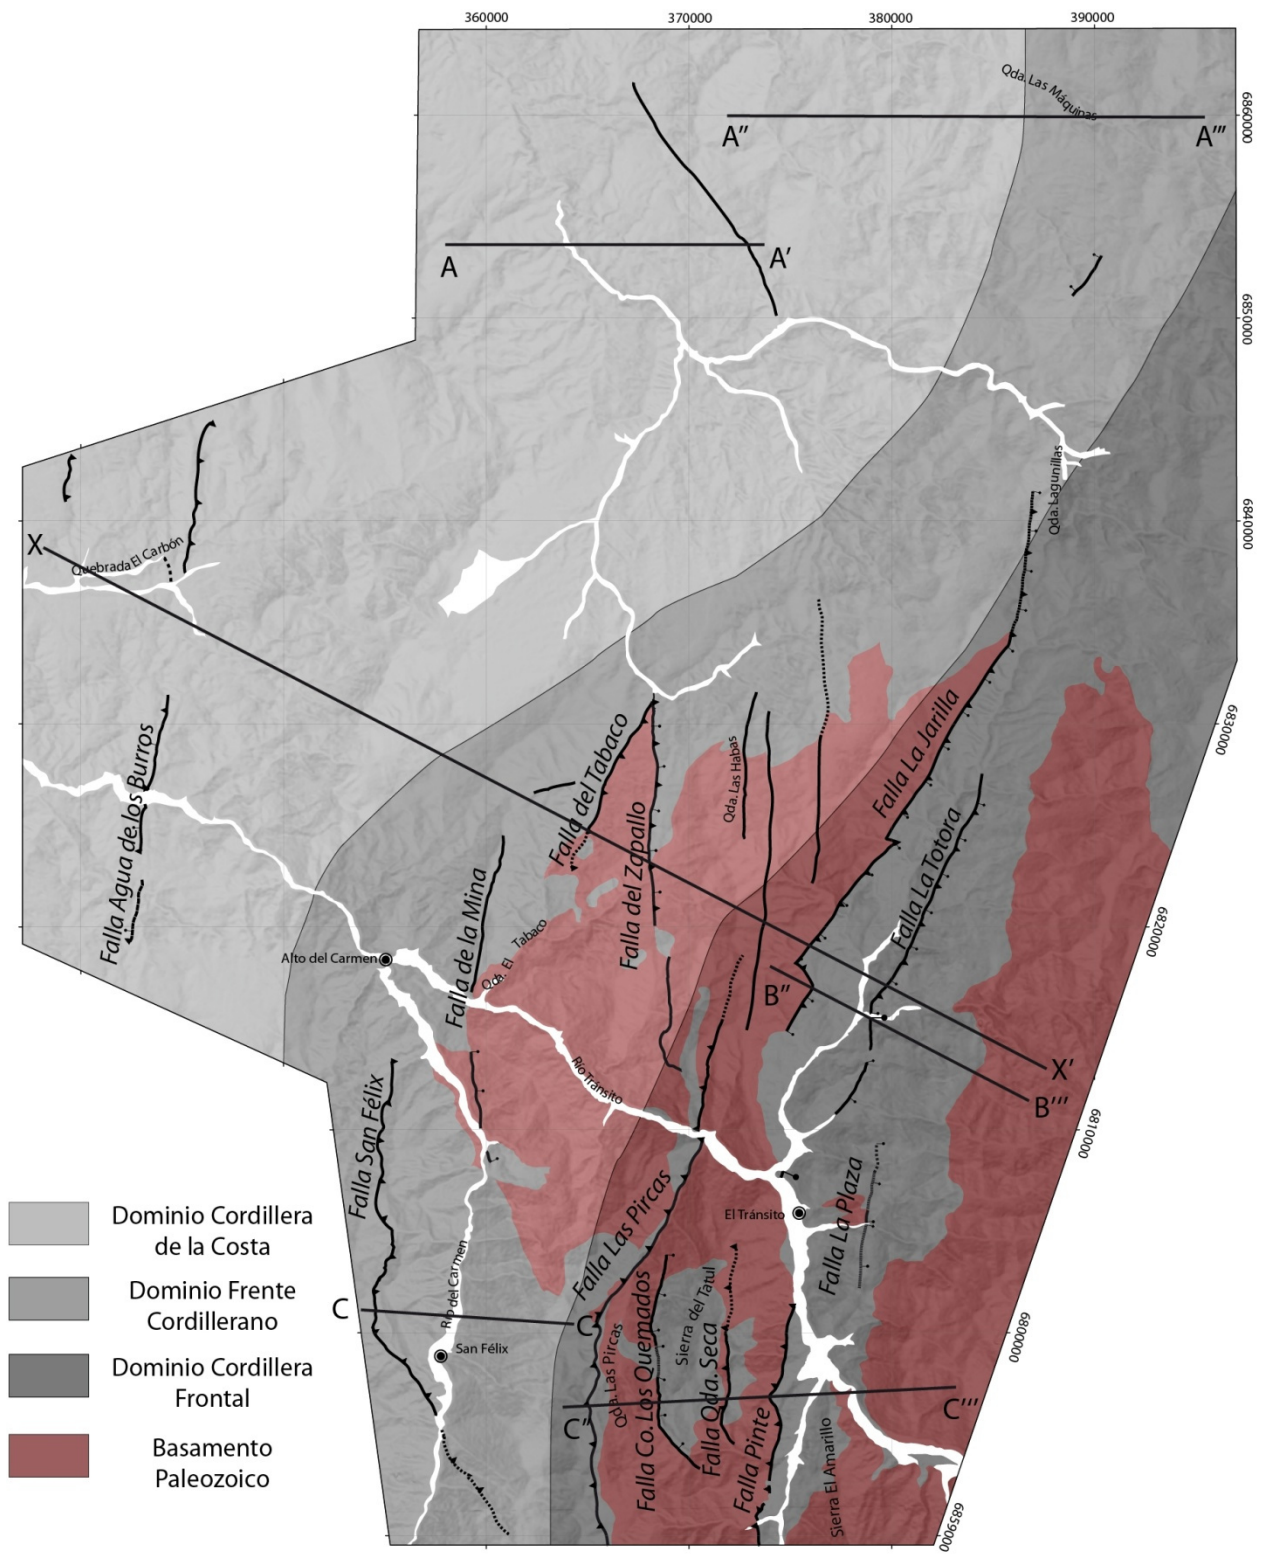 360000
370000
380000
390000
Qda. Las Máquinas
6896000
A″
A‴
A
A′
6885000
Qda. Lagunillas
6840000
X
Quebrada El Carbón
6830000
Falla Agua de los Burros
Falla del Tabaco
Qda. Las Habas
Falla La Jarilla
Falla del Zapallo
Falla La Totora
6820000
Falla de la Mina
Qda. El Tabaco
Alto del Carmen
B″
X′
B‴
Río Tránsito
6810000
Falla San Félix
Falla Las Pircas
El Tránsito
Falla La Plaza
Dominio Cordillera
de la Costa
Dominio Frente
Cordillerano
Dominio Cordillera
Frontal
Basamento
Paleozoico
Río del Carmen
C
C′
San Félix
Qda. Las Pircas
Falla Co. Los Quemados
Sierra del Tatul
Falla Qda. Seca
6800000
C″
C‴
Falla Pinte
Sierra El Amarillo
6859000